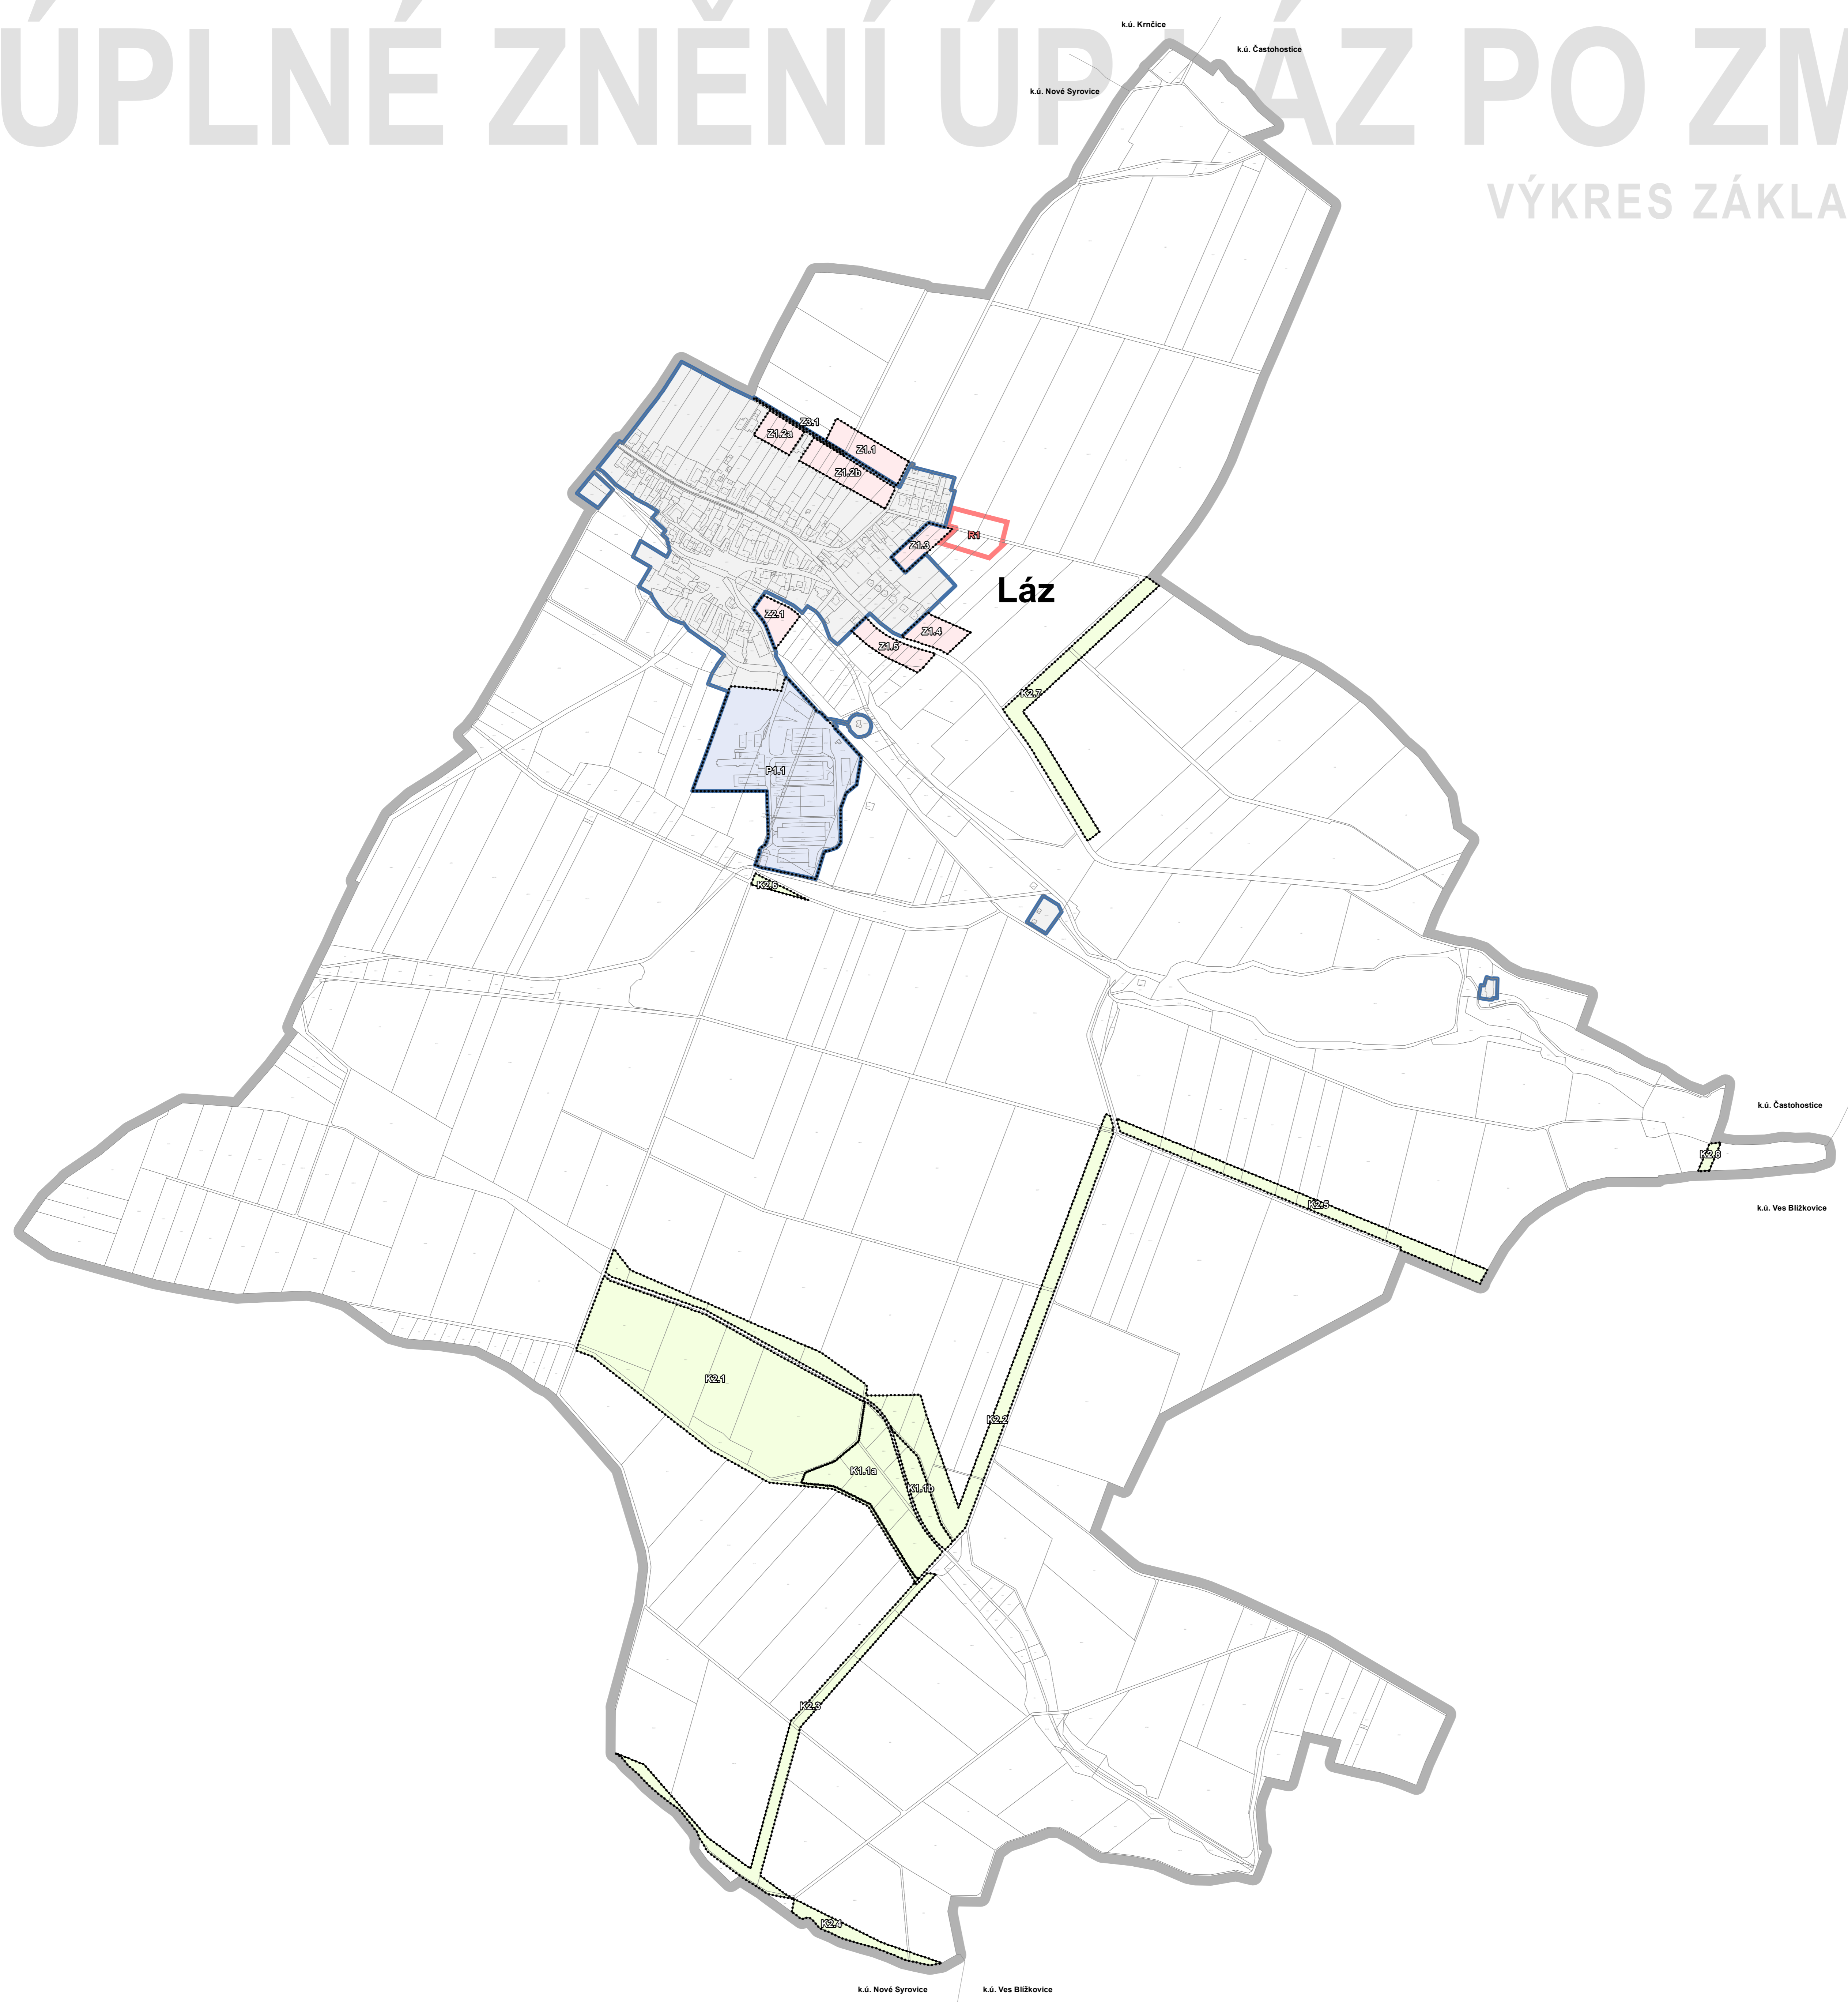 k.ú. Krnčice
k.ú. Častohostice
ÚPLNÉ ZNĚNÍ ÚP LÁZ PO ZM
k.ú. Nové Syrovice
VÝKRES ZÁKLA
Z3.1
Z1.2a
Z1.1
Z1.2b
R1
Z1.3
Láz
Z2.1
Z1.4
Z1.5
K2.7
P1.1
K2.6
k.ú. Častohostice
K2.8
K2.5
k.ú. Ves Blížkovice
K2.1
K2.2
K1.1a
K1.1b
K2.3
K2.4
k.ú. Nové Syrovice
k.ú. Ves Blížkovice